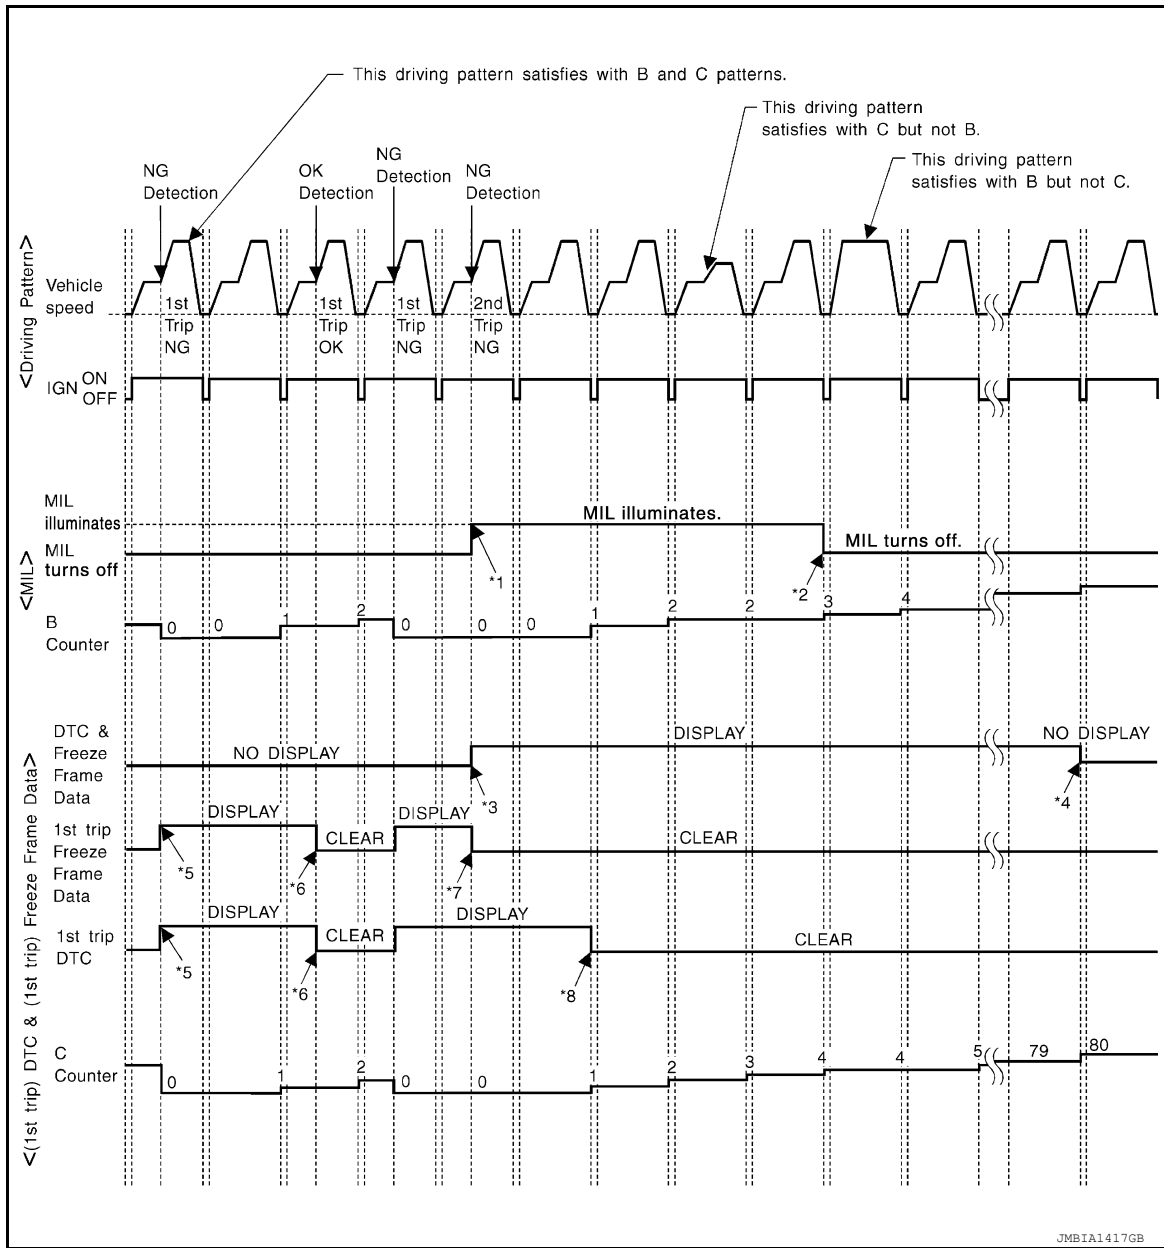 This driving pattern satisfies with B and C patterns.
This driving pattern
satisfies with C but not B.
This driving pattern
satisfies with B but not C.
NG
Detection
OK
Detection
NG
Detection
NG
Detection
<Driving Pattern>
Vehicle
speed
1st
Trip
NG
1st
Trip
OK
1st
Trip
NG
2nd
Trip
NG
IGN ON
OFF
<MIL>
MIL
illuminates
MIL
turns off
MIL illuminates.
MIL turns off.
*1
*2
B
Counter
0 0 1 2 0 0 0 1 2 2 3 4
<(1st trip) DTC & (1st trip) Freeze Frame Data>
DTC &
Freeze
Frame
Data
NO DISPLAY
DISPLAY
NO DISPLAY
*3
*4
1st trip
Freeze
Frame
Data
DISPLAY
CLEAR
DISPLAY
CLEAR
*5
*6
*7
1st trip
DTC
DISPLAY
CLEAR
DISPLAY
CLEAR
*5
*6
*8
C
Counter
0 1 2 0 0 1 2 3 4 4 5 79 80
JMBIA1417GB